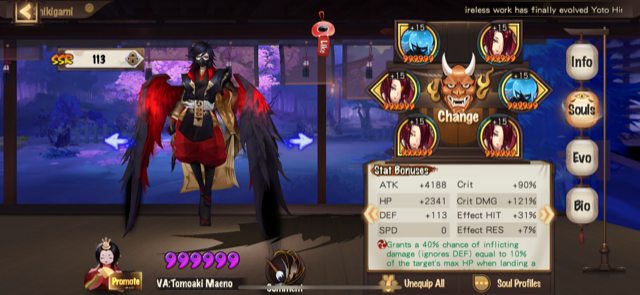 hikigami
ireless work has finally evolved Yoto Hi
SSR 113
Like
+15
+15
+15
+15
+15
+15
Change
Info
Souls
Evo
Bio
Stat Bonuses
ATK +4188 Crit +90%
HP +2341 Crit DMG +121%
DEF +113 Effect HIT +31%
SPD 0 Effect RES +7%
Grants a 40% chance of inflicting
damage (ignores DEF) equal to 10%
of the target's max HP when landing a
Promote
VA:Tomoaki Maeno
Comment
Unequip All
Soul Profiles